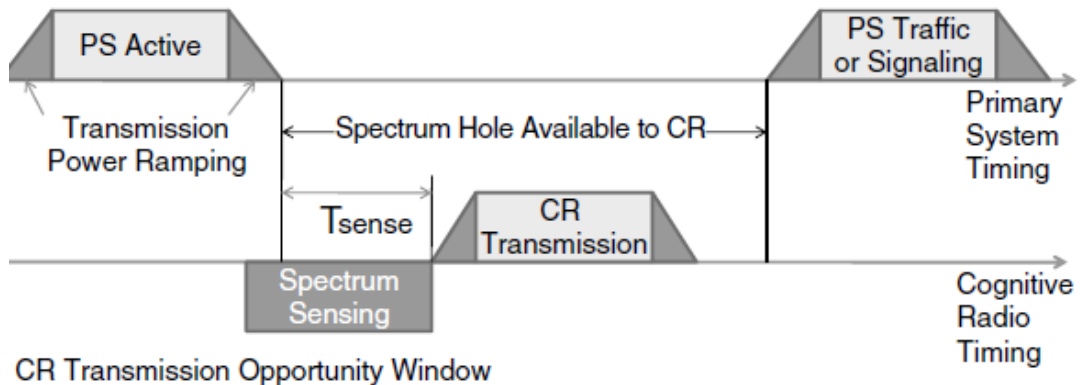 PS Active
PS Traffic
or Signaling
Transmission
Power Ramping
Spectrum Hole Available to CR
Primary
System
Timing
Tsense
CR
Transmission
Spectrum
Sensing
Cognitive
Radio
Timing
CR Transmission Opportunity Window